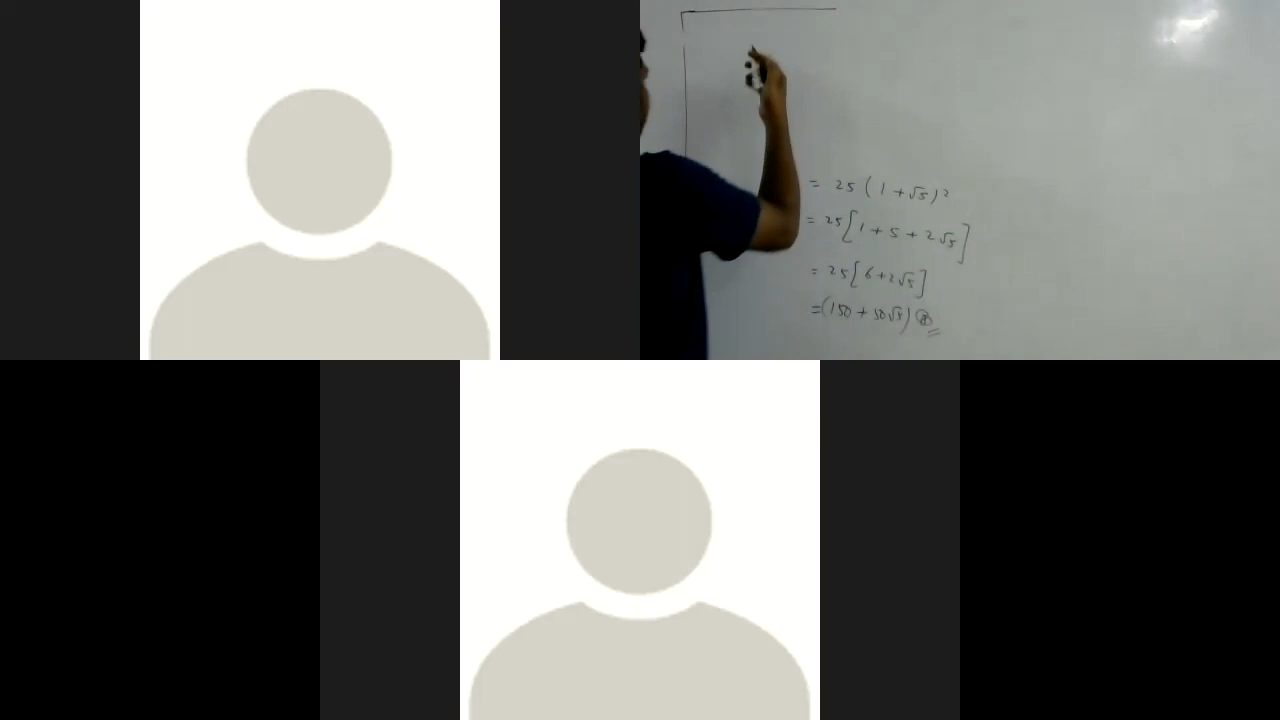 = 25 (1 + √5)²
= 25[1 + 5 + 2√5]
= 25[6+2√5]
=(150 + 50√5)